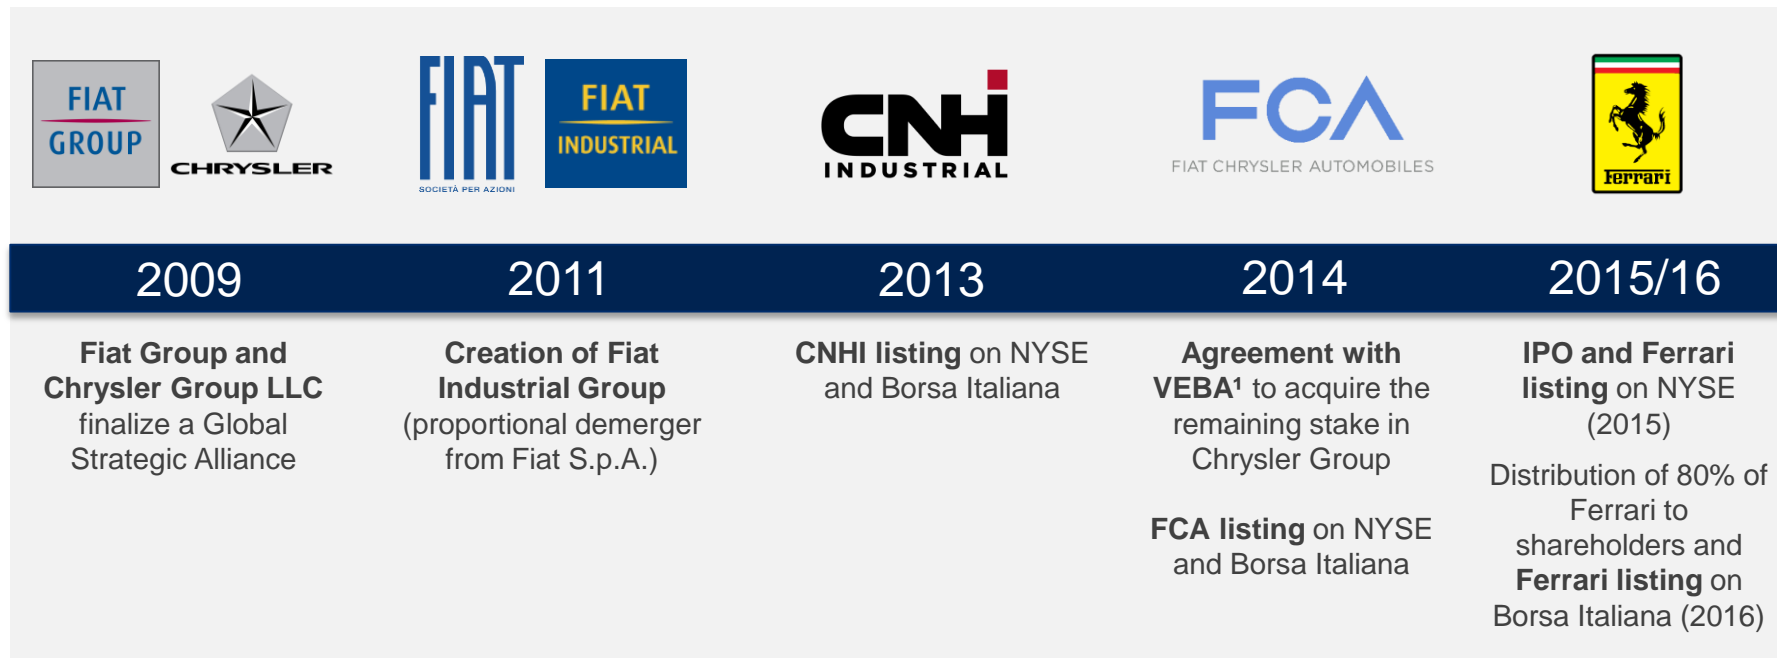 FIAT
GROUP
CHRYSLER
FIAT
SOCIETÀ PER AZIONI
FIAT
INDUSTRIAL
CNH
INDUSTRIAL
FCA
FIAT CHRYSLER AUTOMOBILES
Ferrari
2009
2011
2013
2014
2015/16
Fiat Group and
Chrysler Group LLC
finalize a Global
Strategic Alliance
Creation of Fiat
Industrial Group
(proportional demerger
from Fiat S.p.A.)
CNHI listing on NYSE
and Borsa Italiana
Agreement with
VEBA¹ to acquire the
remaining stake in
Chrysler Group
FCA listing on NYSE
and Borsa Italiana
IPO and Ferrari
listing on NYSE
(2015)
Distribution of 80% of
Ferrari to
shareholders and
Ferrari listing on
Borsa Italiana (2016)